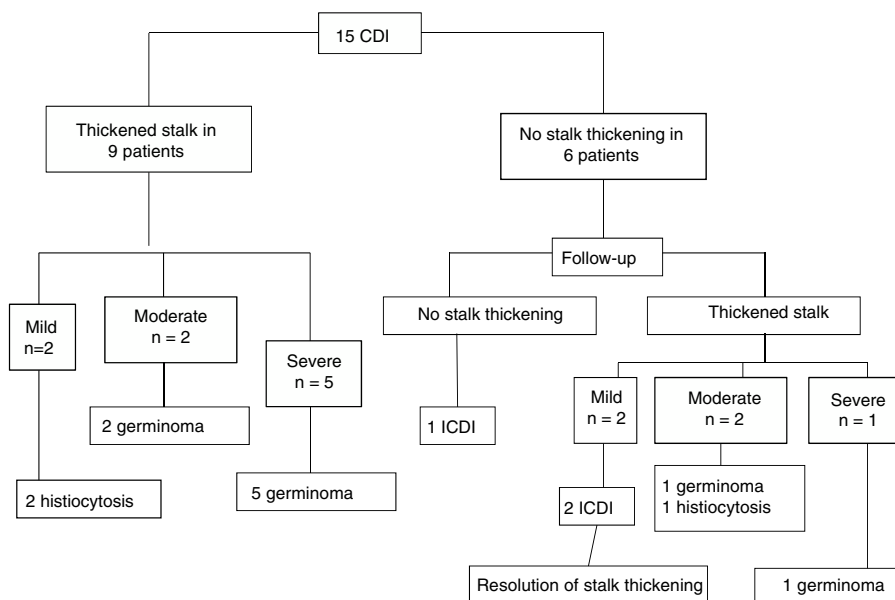 15 CDI
Thickened stalk in
9 patients
No stalk thickening in
6 patients
Follow-up
Mild
n=2
Moderate
n = 2
Severe
n = 5
2 germinoma
2 histiocytosis
5 germinoma
No stalk thickening
Thickened stalk
1 ICDI
Mild
n = 2
Moderate
n = 2
Severe
n = 1
2 ICDI
1 germinoma
1 histiocytosis
Resolution of stalk thickening
1 germinoma